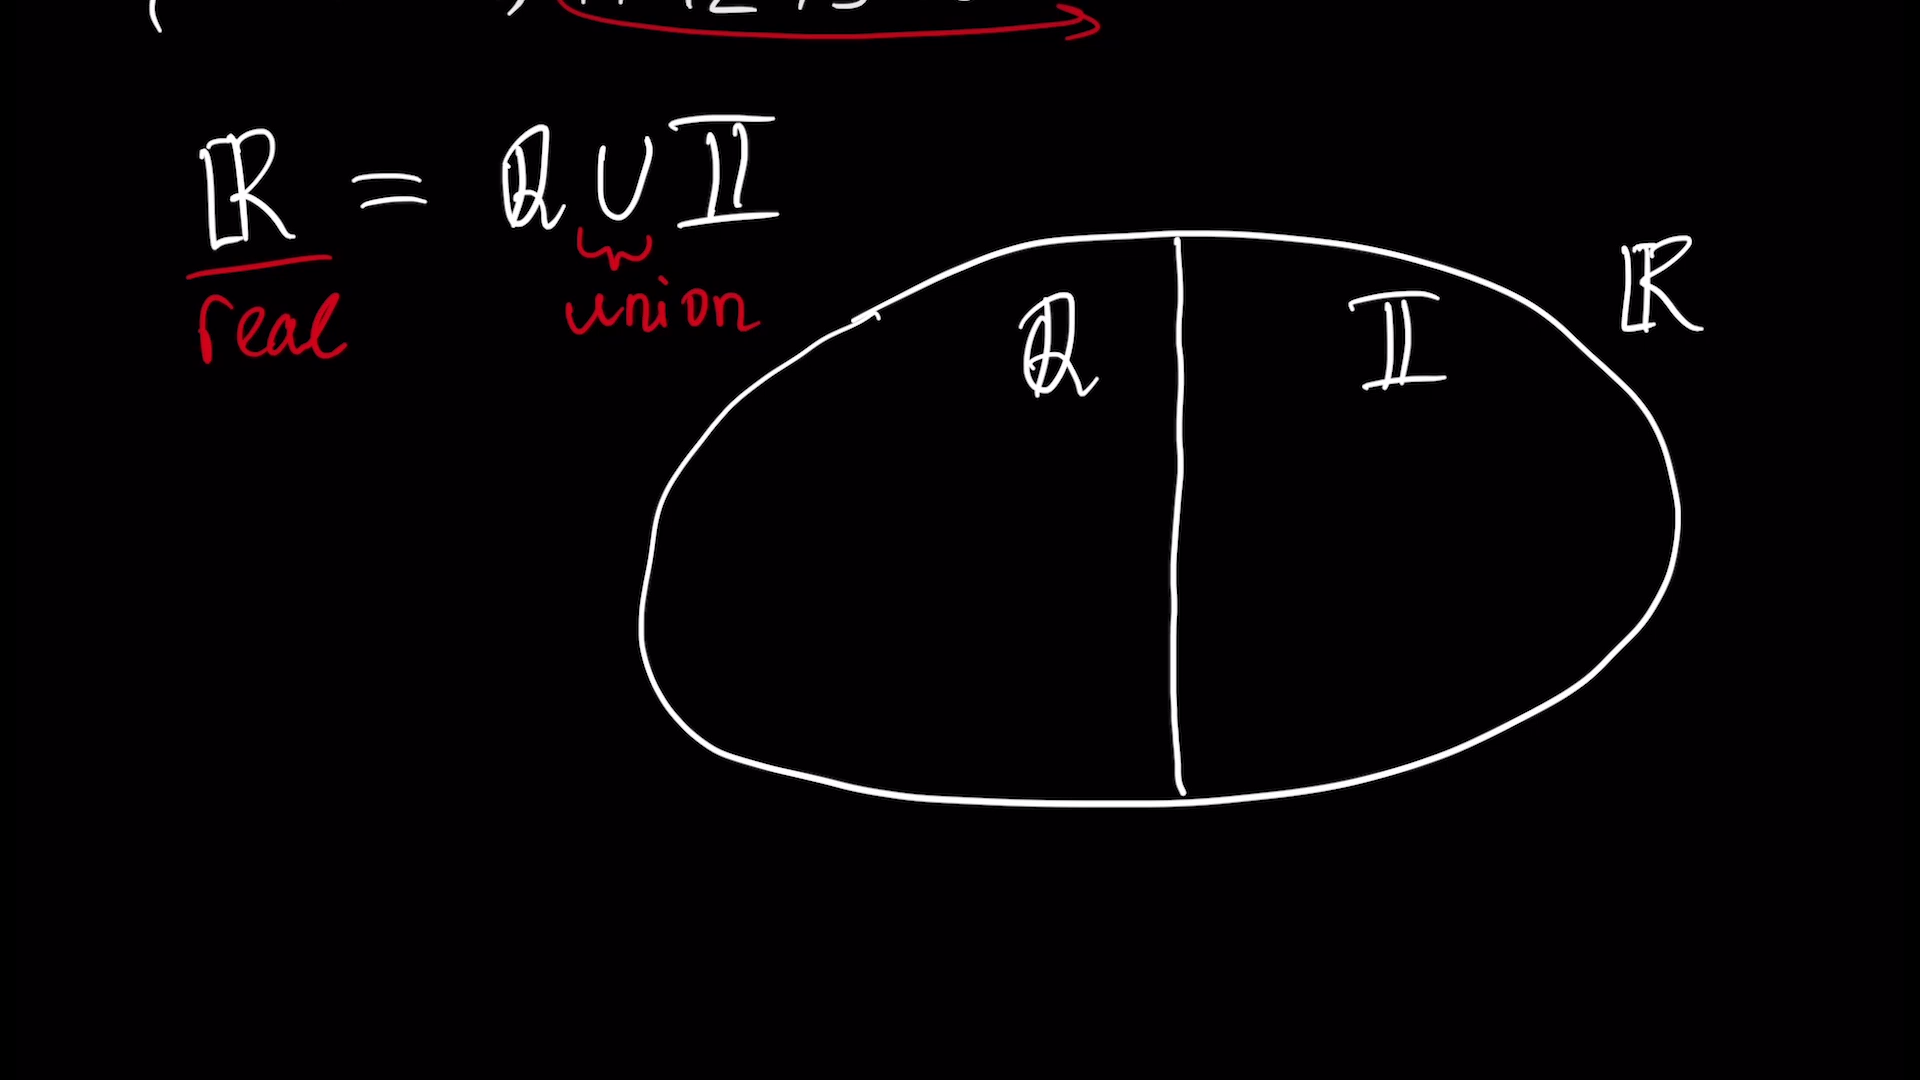 ℝ = ℚ ∪ 𝕀
real
union
ℚ 𝕀 ℝ